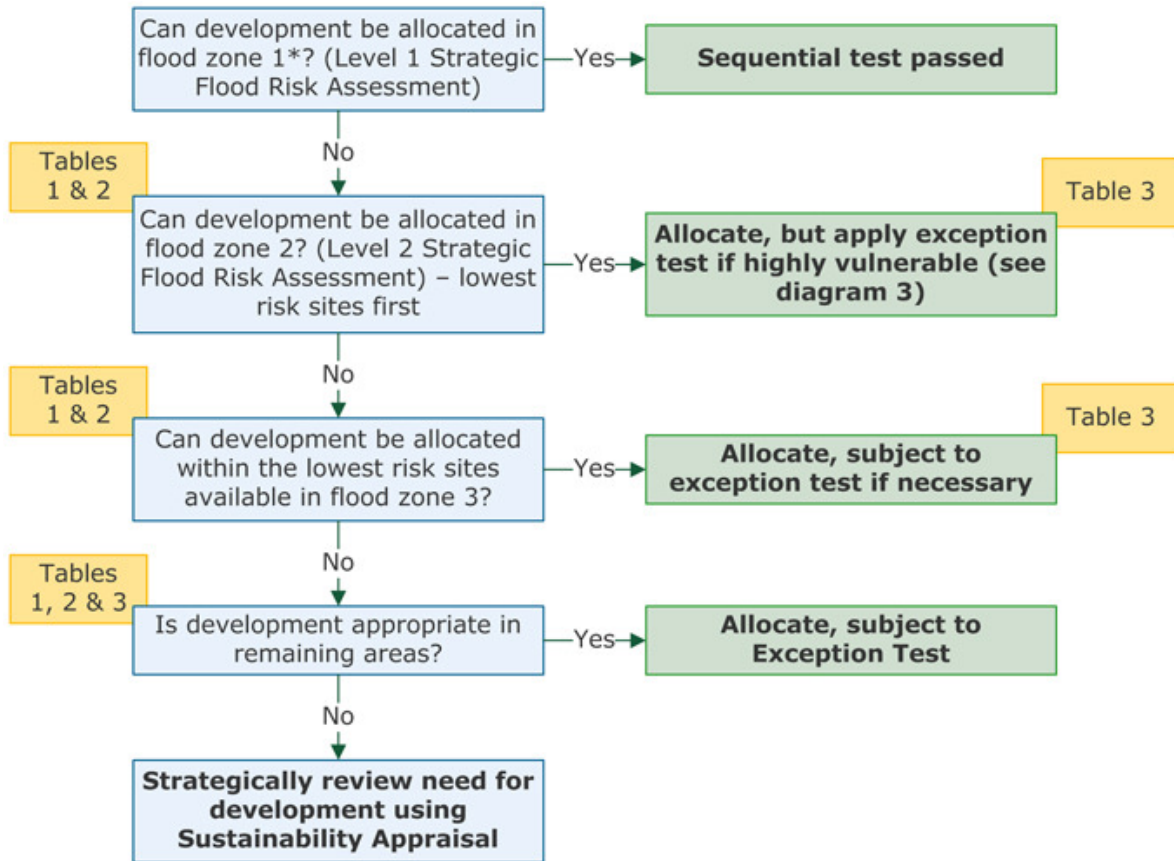 Can development be allocated in
flood zone 1*? (Level 1 Strategic
Flood Risk Assessment)
Yes
Sequential test passed
No
Tables
1 & 2
Can development be allocated in
flood zone 2? (Level 2 Strategic
Flood Risk Assessment) – lowest
risk sites first
Yes
Allocate, but apply exception
test if highly vulnerable (see
diagram 3)
Table 3
No
Tables
1 & 2
Can development be allocated
within the lowest risk sites
available in flood zone 3?
Yes
Allocate, subject to
exception test if necessary
Table 3
No
Tables
1, 2 & 3
Is development appropriate in
remaining areas?
Yes
Allocate, subject to
Exception Test
No
Strategically review need for
development using
Sustainability Appraisal